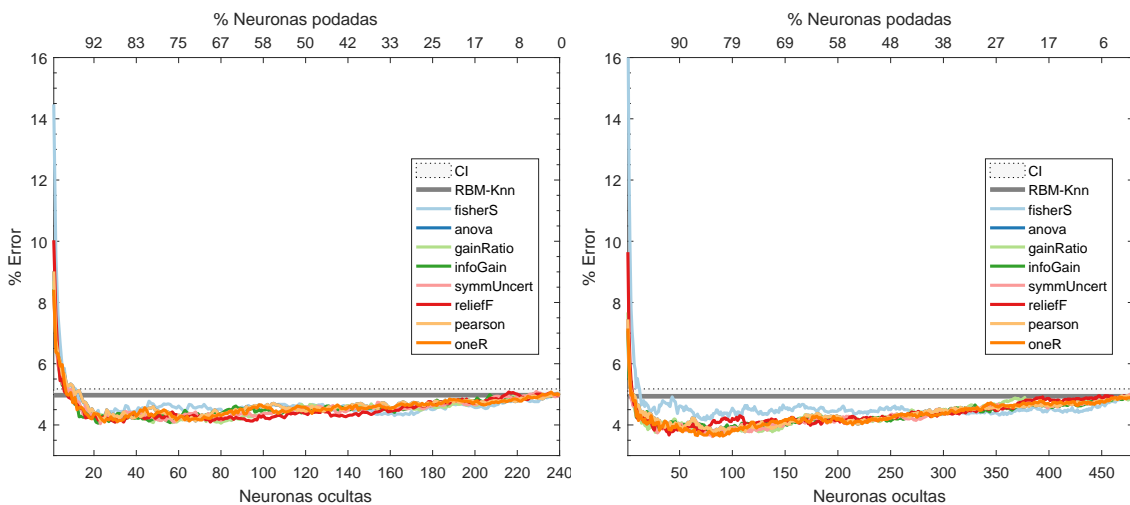 % Neuronas podadas
92 83 75 67 58 50 42 33 25 17 8 0
16
14
12
10
8
6
4
% Error
CI
RBM-Knn
fisherS
anova
gainRatio
infoGain
symmUncert
reliefF
pearson
oneR
20 40 60 80 100 120 140 160 180 200 220 240
Neuronas ocultas
% Neuronas podadas
90 79 69 58 48 38 27 17 6
16
14
12
10
8
6
4
% Error
CI
RBM-Knn
fisherS
anova
gainRatio
infoGain
symmUncert
reliefF
pearson
oneR
50 100 150 200 250 300 350 400 450
Neuronas ocultas